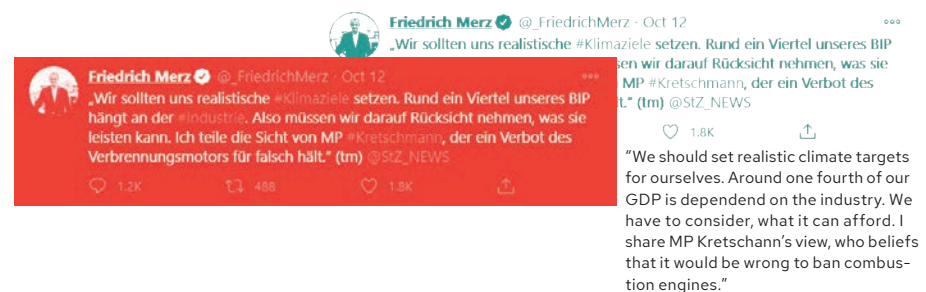 Friedrich Merz @_FriedrichMerz · Oct 12
„Wir sollten uns realistische #Klimaziele setzen. Rund ein Viertel unseres BIP
sen wir darauf Rücksicht nehmen, was sie
MP #Kretschmann, der ein Verbot des
lt." (tm) @StZ_NEWS
1.8K
Friedrich Merz @_FriedrichMerz · Oct 12
„Wir sollten uns realistische #Klimaziele setzen. Rund ein Viertel unseres BIP
hängt an der #Industrie. Also müssen wir darauf Rücksicht nehmen, was sie
leisten kann. Ich teile die Sicht von MP #Kretschmann, der ein Verbot des
Verbrennungsmotors für falsch hält." (tm) @StZ_NEWS
1.2K 488 1.8K
"We should set realistic climate targets
for ourselves. Around one fourth of our
GDP is dependend on the industry. We
have to consider, what it can afford. I
share MP Kretschann's view, who beliefs
that it would be wrong to ban combus-
tion engines."